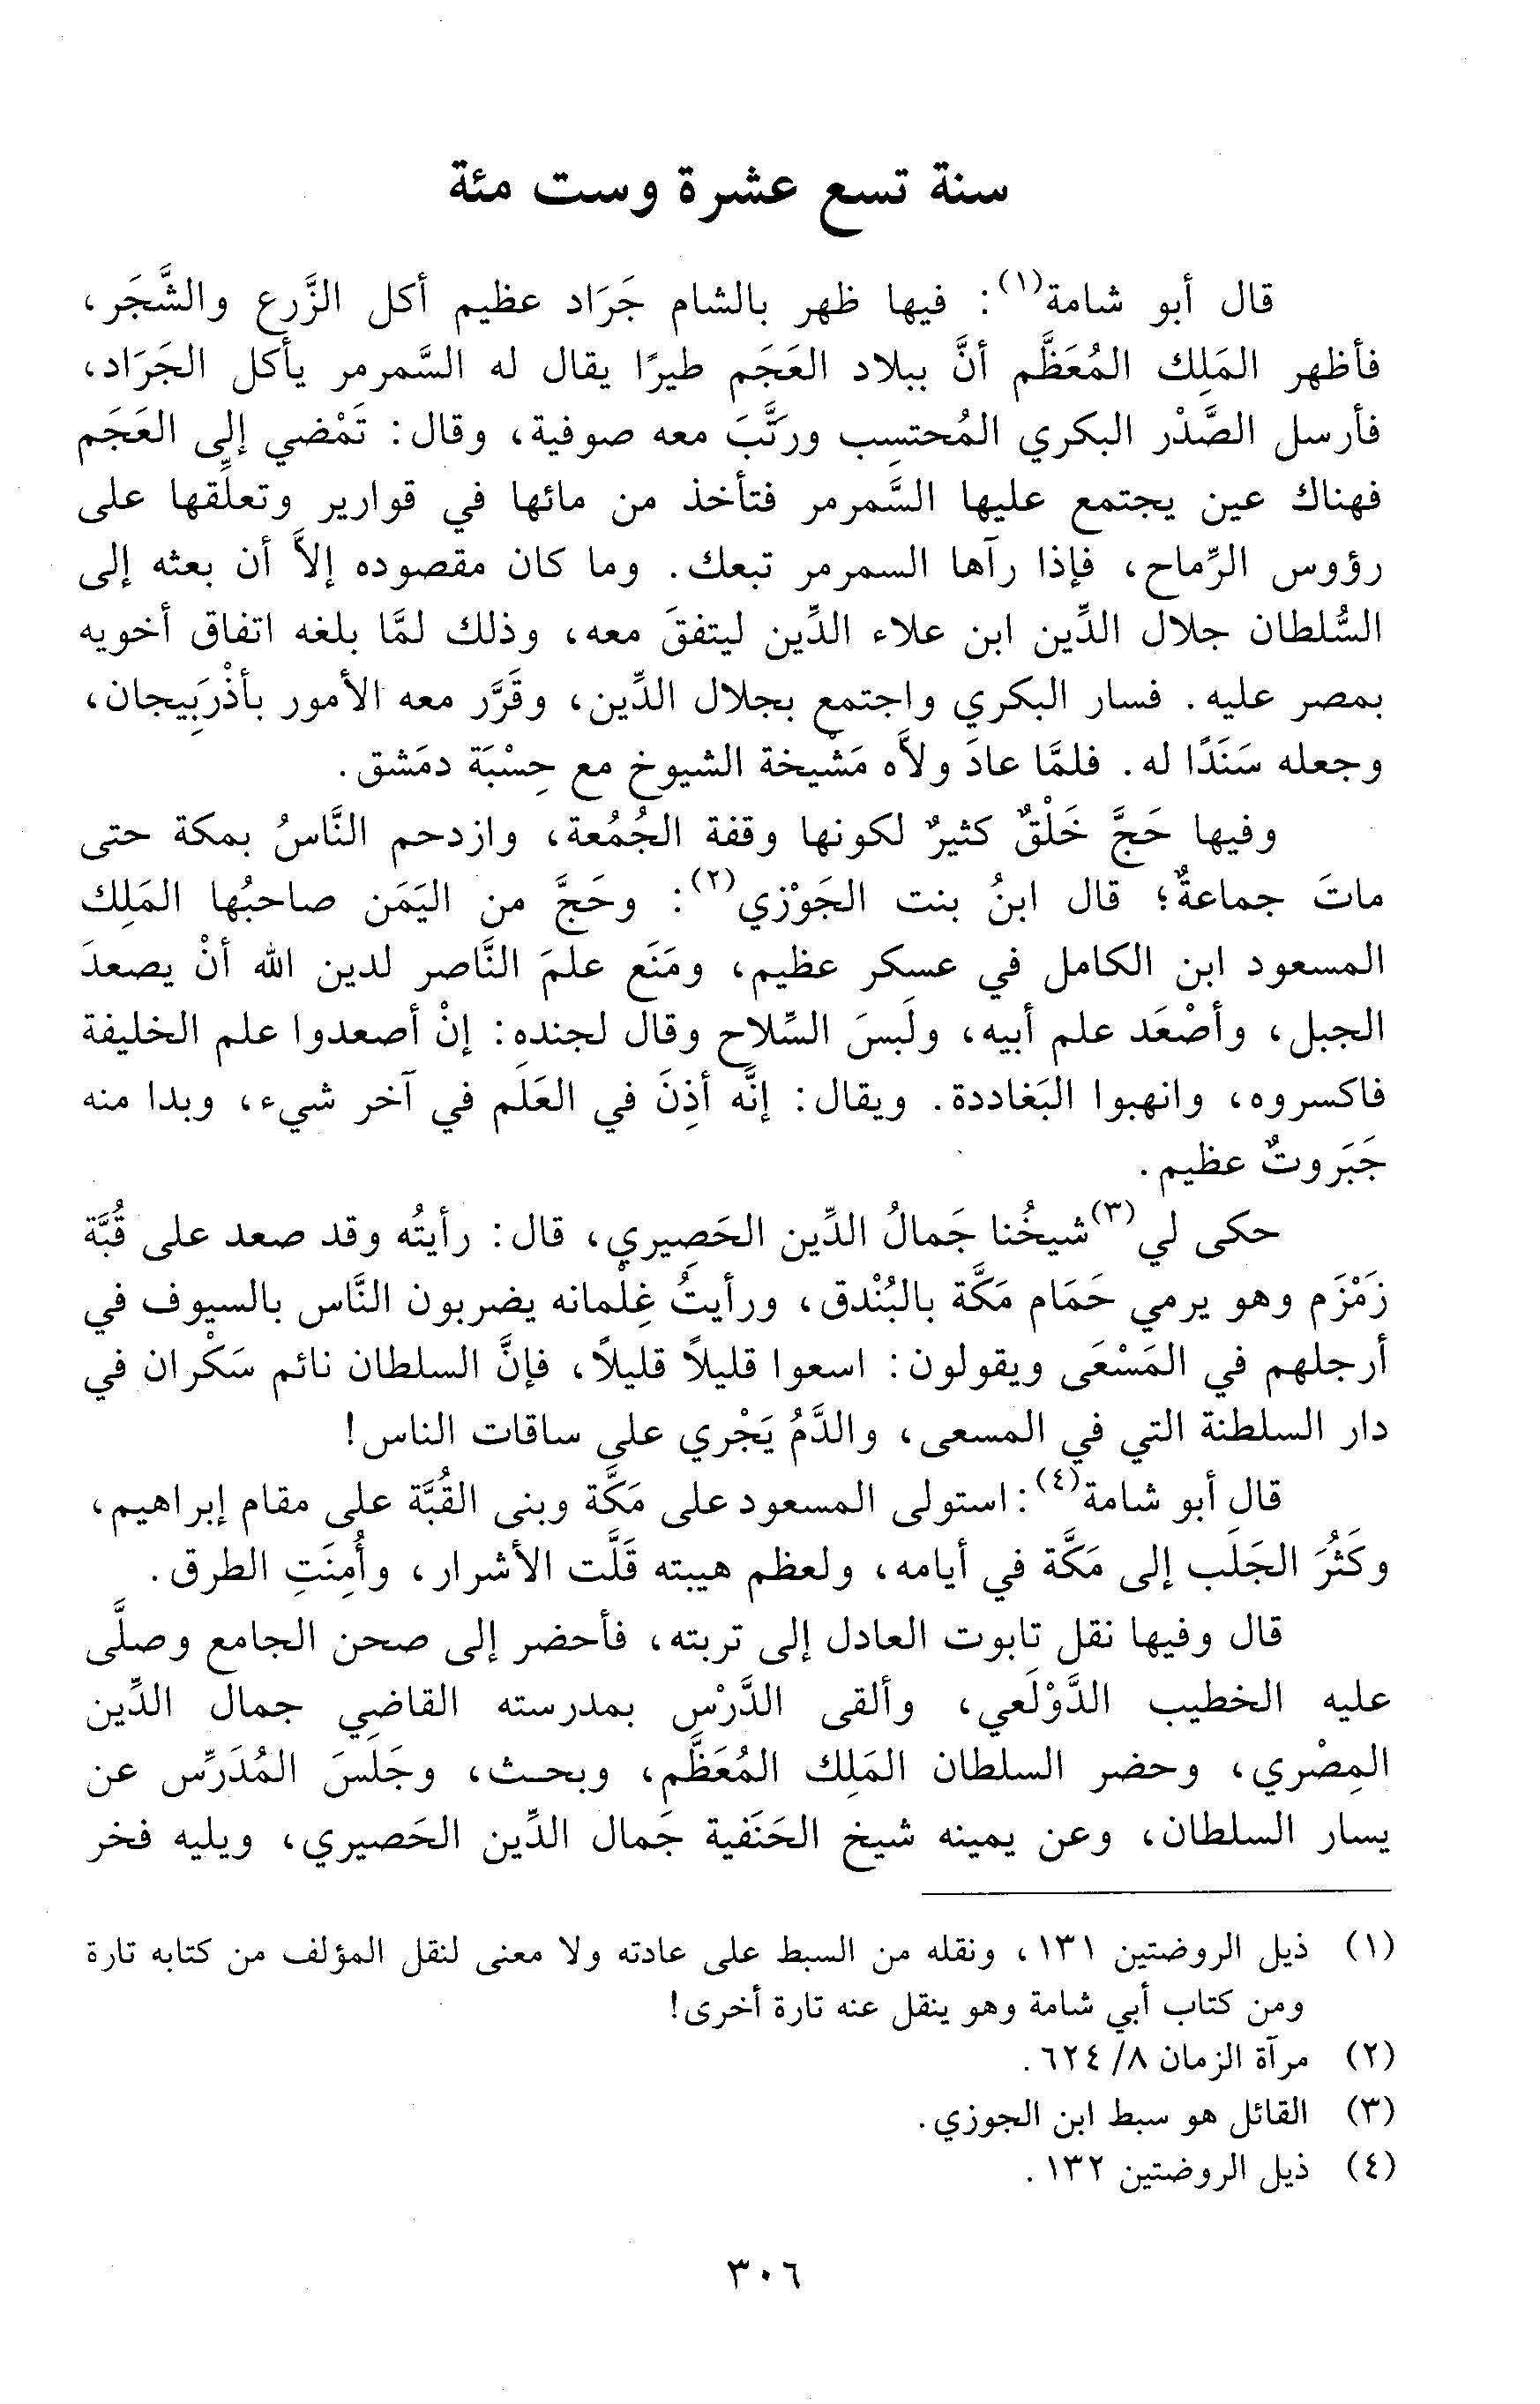 سنة تسع عشرة وست مئة
قال أبو شامة(١): فيها ظهر بالشام جَرَاد عظيم أكل الزَّرع والشَّجَر،
فأظهر المَلِك المُعَظَّم أنَّ ببلاد العَجَم طيرًا يقال له السَّمرمر يأكل الجَرَاد،
فأرسل الصَّدْر البكري المُحتسِب ورَتَّبَ معه صوفية، وقال: تَمْضي إلى العَجَم
فهناك عين يجتمع عليها السَّمرمر فتأخذ من مائها في قوارير وتعلِّقها على
رؤوس الرِّماح، فإذا رآها السمرمر تبعك. وما كان مقصوده إلاَّ أن بعثه إلى
السُّلطان جلال الدِّين ابن علاء الدِّين ليتفقَ معه، وذلك لمَّا بلغه اتفاق أخويه
بمصر عليه. فسار البكري واجتمع بجلال الدِّين، وقَرَّر معه الأمور بأذْرَبِيجان،
وجعله سَنَدًا له. فلمَّا عادَ ولاَّه مَشْيخة الشيوخ مع حِسْبَة دمَشق.
وفيها حَجَّ خَلْقٌ كثيرٌ لكونها وقفة الجُمُعة، وازدحم النَّاسُ بمكة حتى
ماتَ جماعةٌ؛ قال ابنُ بنت الجَوْزي(٢): وحَجَّ من اليَمَن صاحبُها المَلِك
المسعود ابن الكامل في عسكر عظيم، ومَنَع علمَ النَّاصر لدين الله أنْ يصعدَ
الجبل، وأصْعَد علم أبيه، ولَبسَ السِّلاح وقال لجنده: إنْ أصعدوا علم الخليفة
فاكسروه، وانهبوا البَغاددة. ويقال: إنَّه أذِنَ في العَلَم في آخر شيء، وبدا منه
جَبَروتٌ عظيم.
حكى لي(٣) شيخُنا جَمالُ الدِّين الحَصِيري، قال: رأيتُه وقد صعد على قُبَّة
زَمْزَم وهو يرمي حَمَام مَكَّة بالبُنْدق، ورأيتُ غِلْمانه يضربون النَّاس بالسيوف في
أرجلهم في المَسْعَى ويقولون: اسعوا قليلاً قليلاً، فإنَّ السلطان نائم سَكْران في
دار السلطنة التي في المسعى، والدَّمُ يَجْري على ساقات الناس!
قال أبو شامة(٤): استولى المسعود على مَكَّة وبنى القُبَّة على مقام إبراهيم،
وكَثُرَ الجَلَب إلى مَكَّة في أيامه، ولعظم هيبته قَلَّت الأشرار، وأُمِنَتِ الطرق.
قال وفيها نقل تابوت العادل إلى تربته، فأحضر إلى صحن الجامع وصلَّى
عليه الخطيب الدَّوْلَعي، وألقى الدَّرْس بمدرسته القاضي جمال الدِّين
المِصْري، وحضر السلطان المَلِك المُعَظَّم، وبحث، وجَلَسَ المُدَرِّس عن
يسار السلطان، وعن يمينه شيخ الحَنَفية جَمال الدِّين الحَصيري، ويليه فخر
(١) ذيل الروضتين ١٣١، ونقله من السبط على عادته ولا معنى لنقل المؤلف من كتابه تارة
ومن كتاب أبي شامة وهو ينقل عنه تارة أخرى!
(٢) مرآة الزمان ٨/ ٦٢٤.
(٣) القائل هو سبط ابن الجوزي.
(٤) ذيل الروضتين ١٣٢.
٣٠٦